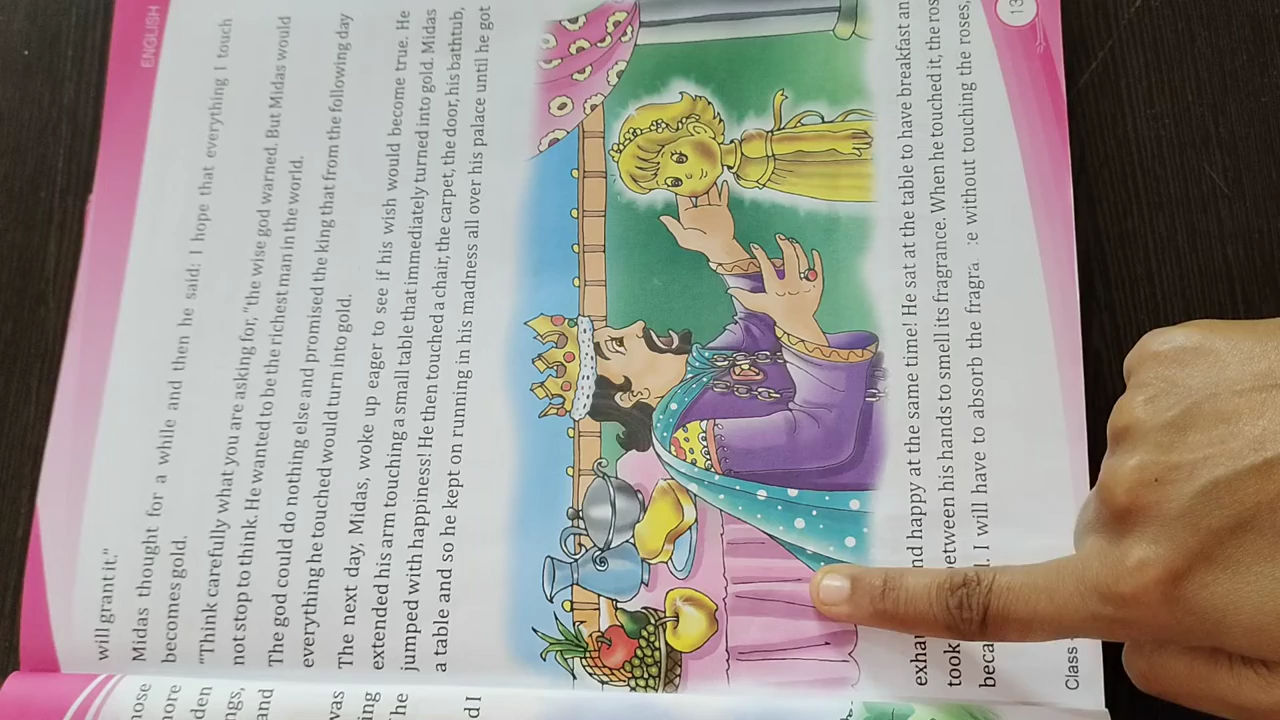 ENGLISH
will grant it."
Midas thought for a while and then he said: I hope that everything I touch
becomes gold.
"Think carefully what you are asking for, "the wise god warned. But Midas would
not stop to think. He wanted to be the richest man in the world.
The god could do nothing else and promised the king that from the following day
everything he touched would turn into gold.
The next day, Midas, woke up eager to see if his wish would become true. He
extended his arm touching a small table that immediately turned into gold. Midas
jumped with happiness! He then touched a chair, the carpet, the door, his bathtub,
a table and so he kept on running in his madness all over his palace until he got
nd happy at the same time! He sat at the table to have breakfast an
took etween his hands to smell its fragrance. When he touched it, the ros
beca I will have to absorb the fragra e without touching the roses,
Class
13
nose
nore
den
ngs,
and
was
ing
The
d I